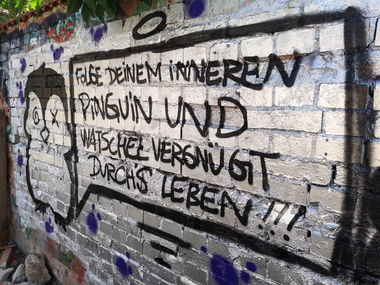 FOLGE DEINEM INNEREN
PINGUIN UND
WATSCHEL VERGNÜGT
DURCHS LEBEN!!!